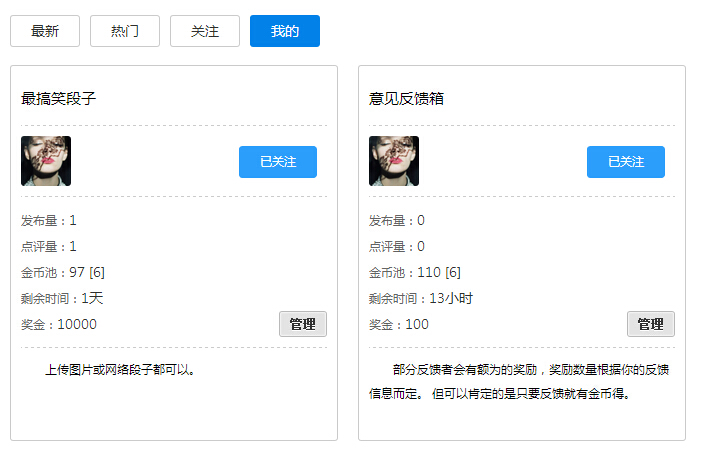 最新 热门 关注 我的
最搞笑段子
已关注
发布量：1
点评量：1
金币池：97 [6]
剩余时间：1天
奖金：10000 管理
上传图片或网络段子都可以。
意见反馈箱
已关注
发布量：0
点评量：0
金币池：110 [6]
剩余时间：13小时
奖金：100 管理
部分反馈者会有额为的奖励，奖励数量根据你的反馈
信息而定。 但可以肯定的是只要反馈就有金币得。